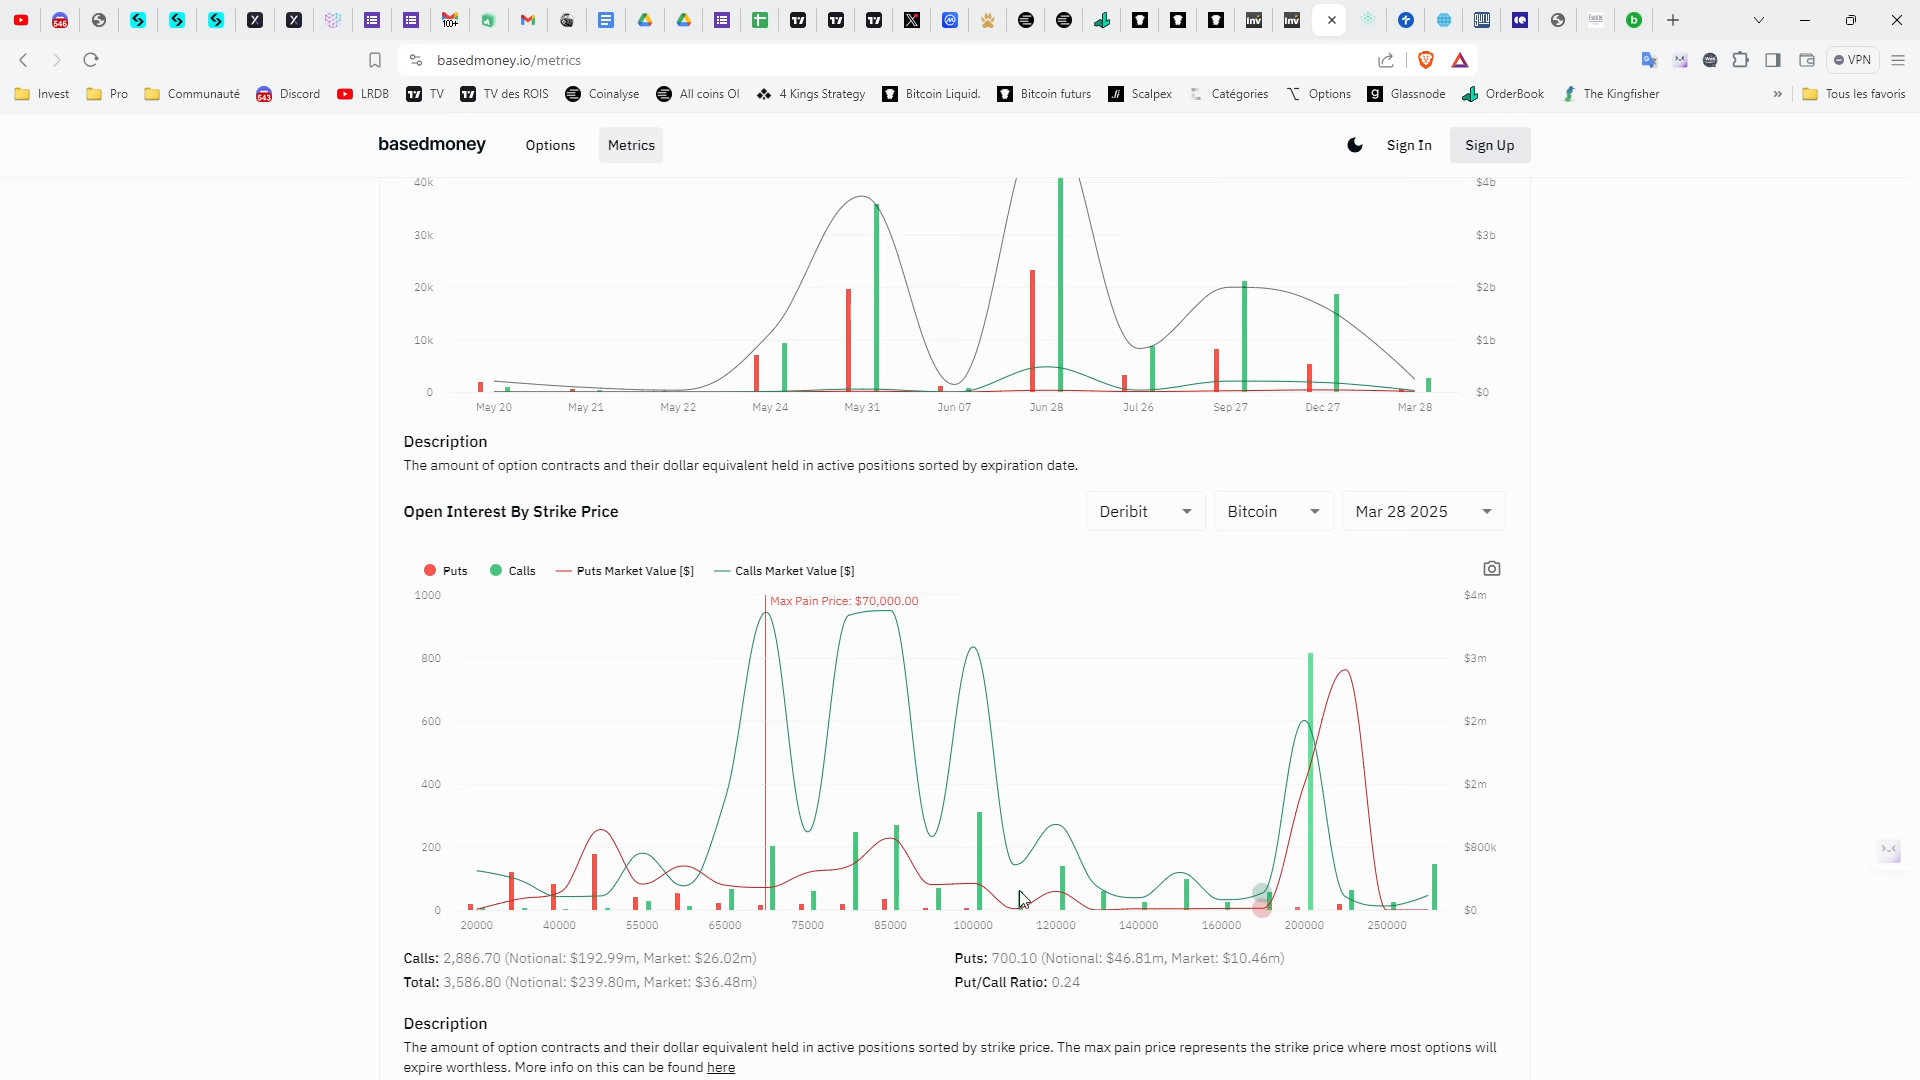 basedmoney.io/metrics
VPN
Invest Pro Communauté Discord LRDB TV TV des ROIS Coinalyse All coins OI 4 Kings Strategy Bitcoin Liquid. Bitcoin futurs Scalpex Catégories Options Glassnode OrderBook The Kingfisher » Tous les favoris
basedmoney Options Metrics Sign In Sign Up
40k $4b
30k $3b
20k $2b
10k $1b
0 $0
May 20 May 21 May 22 May 24 May 31 Jun 07 Jun 28 Jul 26 Sep 27 Dec 27 Mar 28
Description
The amount of option contracts and their dollar equivalent held in active positions sorted by expiration date.
Open Interest By Strike Price Deribit Bitcoin Mar 28 2025
Puts Calls Puts Market Value [$] Calls Market Value [$]
1000 Max Pain Price: $70,000.00 $4m
800 $3m
600 $2m
400 $2m
200 $800k
0 $0
20000 40000 55000 65000 75000 85000 100000 120000 140000 160000 200000 250000
Calls: 2,886.70 (Notional: $192.99m, Market: $26.02m) Puts: 700.10 (Notional: $46.81m, Market: $10.46m)
Total: 3,586.80 (Notional: $239.80m, Market: $36.48m) Put/Call Ratio: 0.24
Description
The amount of option contracts and their dollar equivalent held in active positions sorted by strike price. The max pain price represents the strike price where most options will
expire worthless. More info on this can be found here